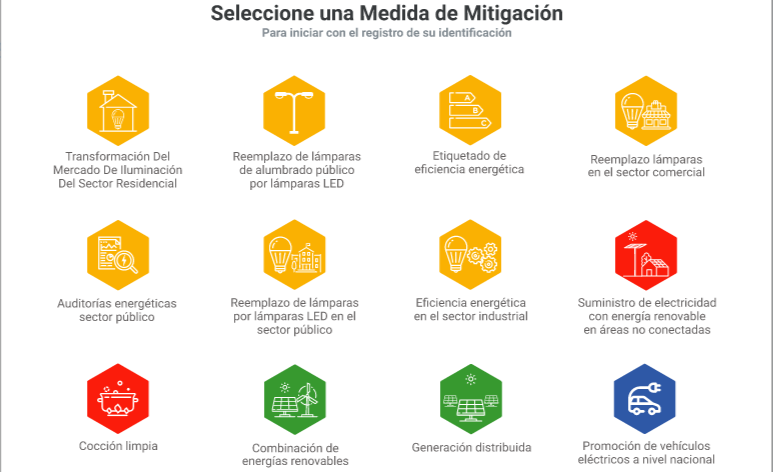 Seleccione una Medida de Mitigación
Para iniciar con el registro de su identificación
Transformación Del
Mercado De Iluminación
Del Sector Residencial
Reemplazo de lámparas
de alumbrado público
por lámparas LED
A
B
C
Etiquetado de
eficiencia energética
Reemplazo lámparas
en el sector comercial
Auditorías energéticas
sector público
Reemplazo de lámparas
por lámparas LED en el
sector público
Eficiencia energética
en el sector industrial
Suministro de electricidad
con energía renovable
en áreas no conectadas
Cocción limpia
Combinación de
energías renovables
Generación distribuida
Promoción de vehículos
eléctricos a nivel nacional